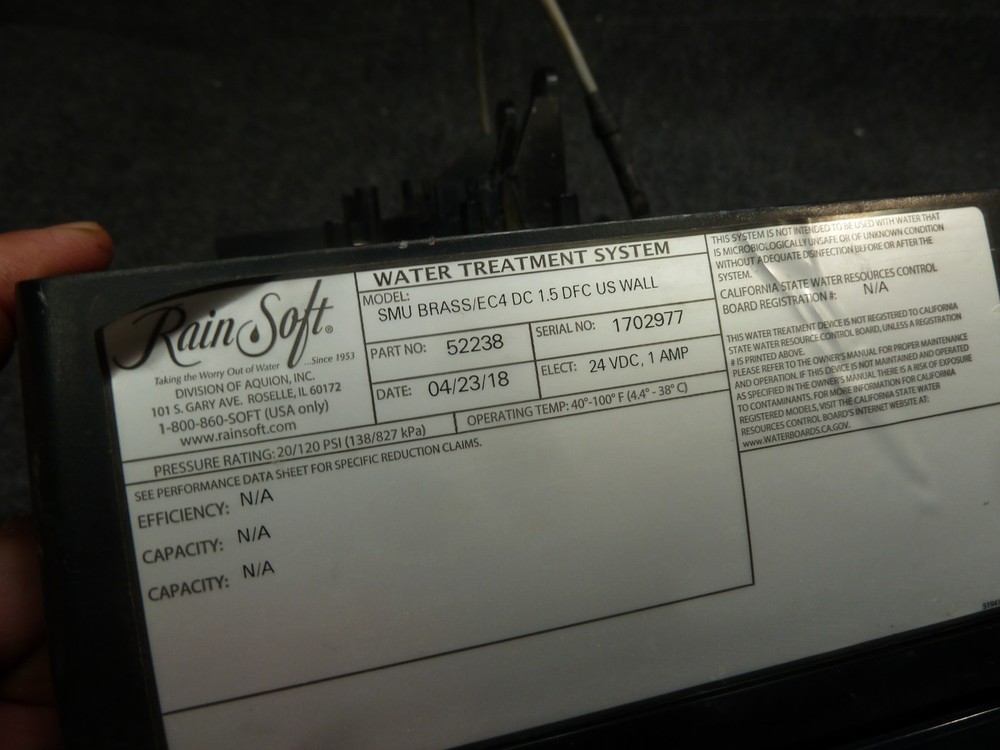 Rain Soft®
...Since 1953
Taking the Worry Out of Water
DIVISION OF AQUION, INC.
101 S. GARY AVE. ROSELLE, IL 60172
1-800-860-SOFT (USA only)
www.rainsoft.com
WATER TREATMENT SYSTEM
MODEL:
SMU BRASS/EC4 DC 1.5 DFC US WALL
PART NO: 52238
SERIAL NO: 1702977
DATE: 04/23/18
ELECT: 24 VDC, 1 AMP
PRESSURE RATING: 20/120 PSI (138/827 kPa)
OPERATING TEMP: 40°-100° F (4.4° - 38° C)
SEE PERFORMANCE DATA SHEET FOR SPECIFIC REDUCTION CLAIMS.
EFFICIENCY: N/A
CAPACITY: N/A
CAPACITY: N/A
THIS SYSTEM IS NOT INTENDED TO BE USED WITH WATER THAT
IS MICROBIOLOGICALLY UNSAFE OR OF UNKNOWN CONDITION
WITHOUT ADEQUATE DISINFECTION BEFORE OR AFTER THE
SYSTEM.
CALIFORNIA STATE WATER RESOURCES CONTROL
BOARD REGISTRATION #: N/A
THIS WATER TREATMENT DEVICE IS NOT REGISTERED TO CALIFORNIA
STATE WATER RESOURCE CONTROL BOARD, UNLESS A REGISTRATION
# IS PRINTED ABOVE.
PLEASE REFER TO THE OWNER'S MANUAL FOR PROPER MAINTENANCE
AND OPERATION. IF THIS DEVICE IS NOT MAINTAINED AND OPERATED
AS SPECIFIED IN THE OWNER'S MANUAL THERE IS A RISK OF EXPOSURE
TO CONTAMINANTS. FOR MORE INFORMATION FOR CALIFORNIA
REGISTERED MODELS, VISIT THE CALIFORNIA STATE WATER
RESOURCES CONTROL BOARD'S INTERNET WEBSITE AT:
www.WATERBOARDS.CA.GOV.